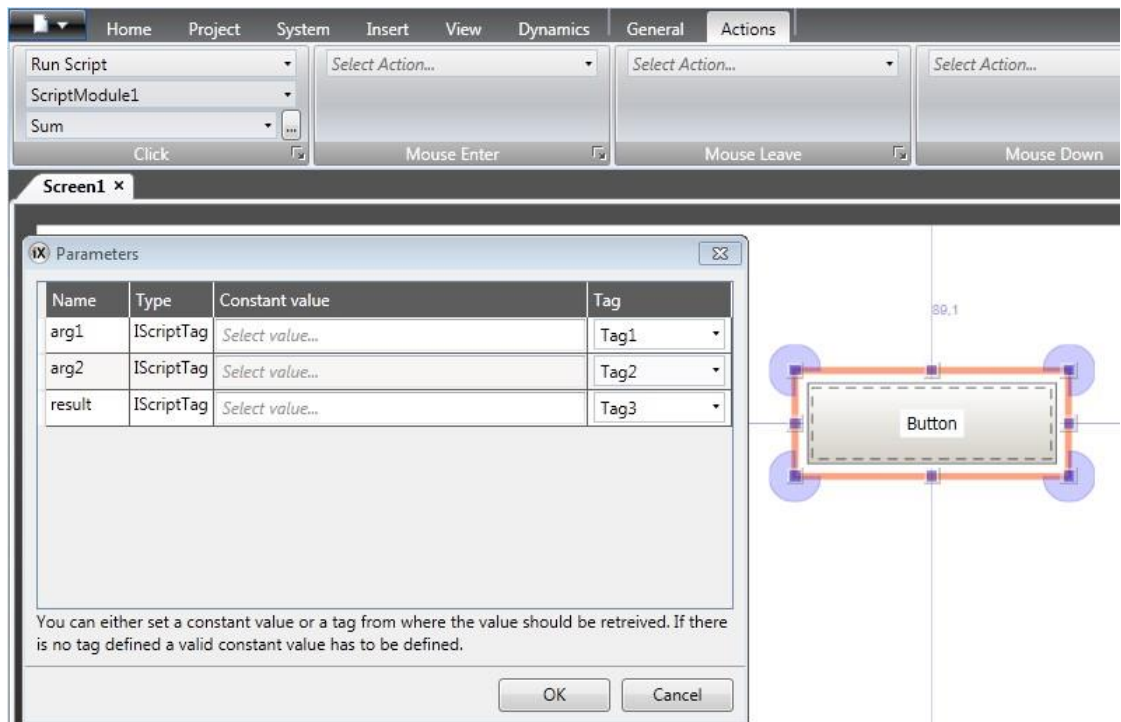 Home Project System Insert View Dynamics General Actions
Run Script Select Action... Select Action... Select Action...
ScriptModule1
Sum ...
Click Mouse Enter Mouse Leave Mouse Down
Screen1 ×
iX Parameters
Name Type Constant value Tag
arg1 IScriptTag Select value... Tag1
arg2 IScriptTag Select value... Tag2
result IScriptTag Select value... Tag3
You can either set a constant value or a tag from where the value should be retreived. If there
is no tag defined a valid constant value has to be defined.
OK Cancel
89,1
Button